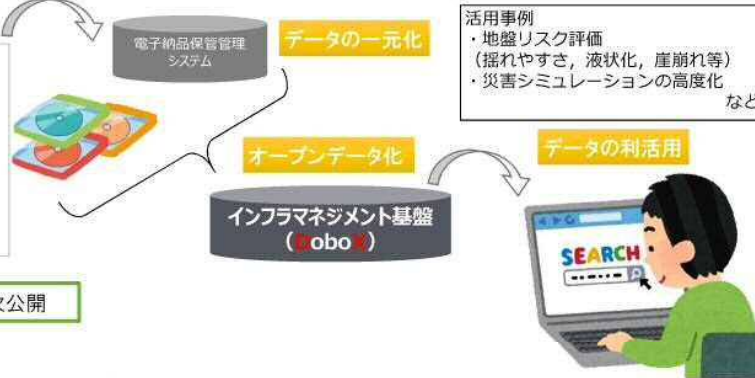 電子納品保管管理
システム
データの一元化
活用事例
・地盤リスク評価
（揺れやすさ，液状化，崖崩れ等）
・災害シミュレーションの高度化
など
オープンデータ化
データの利活用
インフラマネジメント基盤
（DoboX）
SEARCH
次公開